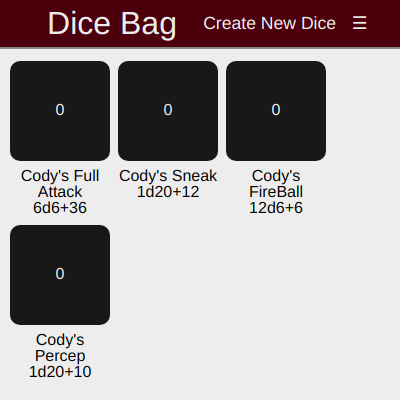 Dice Bag Create New Dice ☰
0 0 0
Cody's Full Attack 6d6+36
Cody's Sneak 1d20+12
Cody's FireBall 12d6+6
0
Cody's
Percep
1d20+10